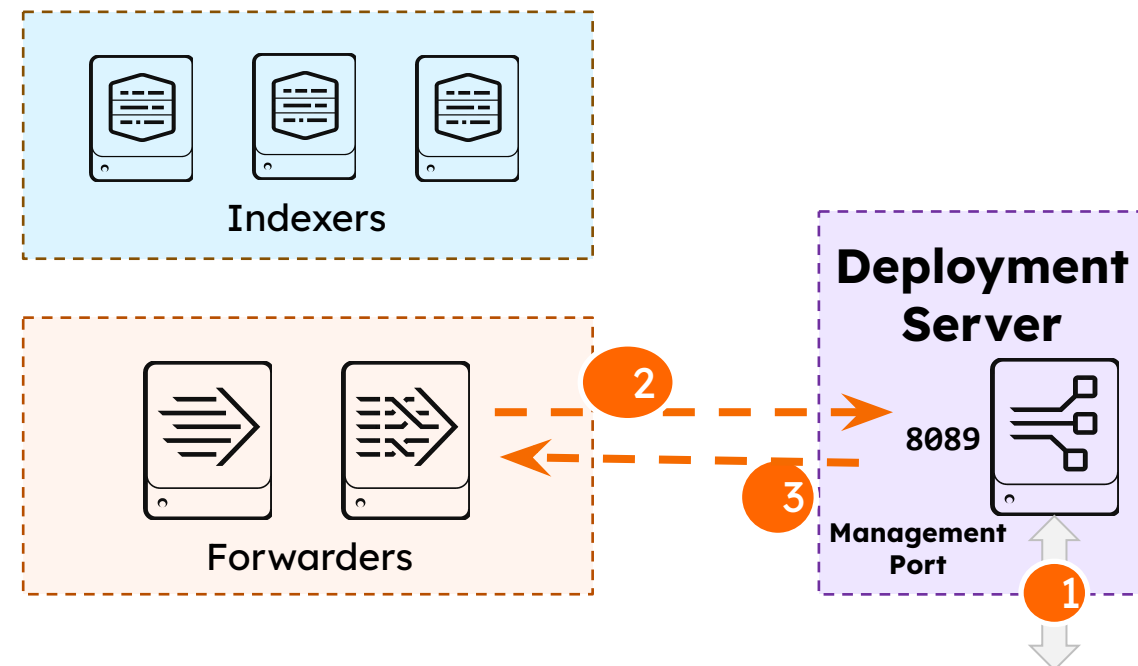 Indexers
Deployment
Server
2
8089
3
Management
Port
Forwarders
1